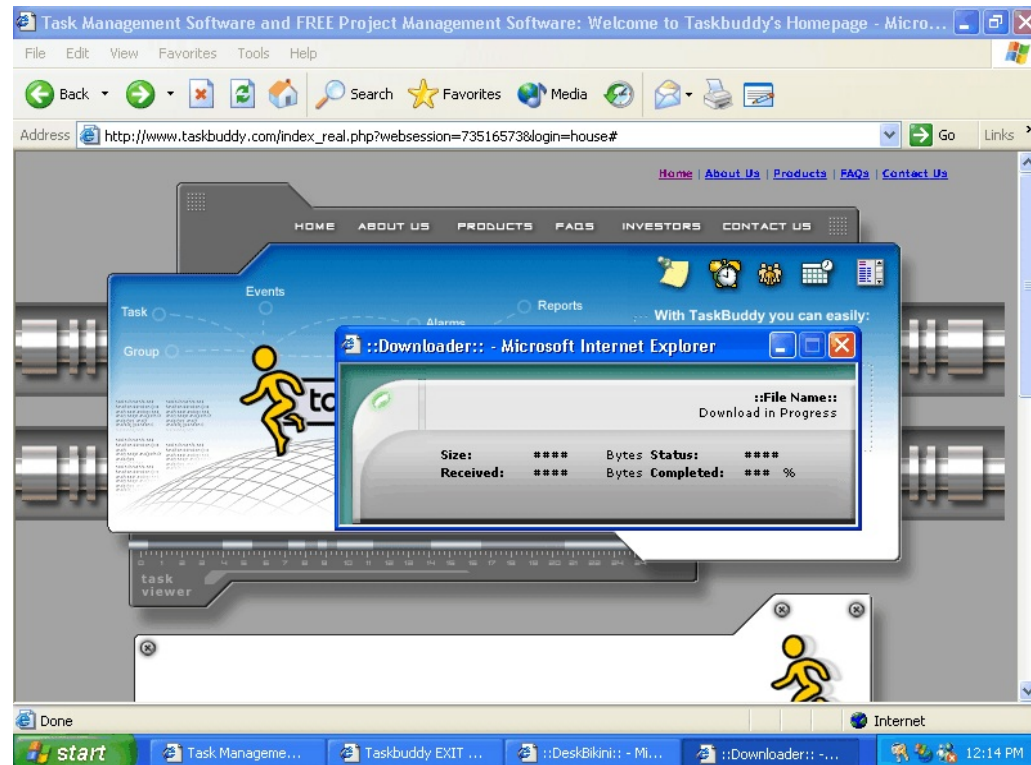 Task Management Software and FREE Project Management Software: Welcome to Taskbuddy's Homepage - Micro...
File Edit View Favorites Tools Help
Back Search Favorites Media
Address http://www.taskbuddy.com/index_real.php?websession=73516573&login=house# Go Links
Home | About Us | Products | FAQs | Contact Us
HOME ABOUT US PRODUCTS FAQS INVESTORS CONTACT US
Events
Task
Reports
Alarms
With TaskBuddy you can easily:
Group
::Downloader:: - Microsoft Internet Explorer
::File Name::
Download in Progress
Size: #### Bytes Status: ####
Received: #### Bytes Completed: ### %
task
viewer
Done Internet
start Task Manageme... Taskbuddy EXIT ... ::DeskBikini:: - Mi... ::Downloader:: -... 12:14 PM